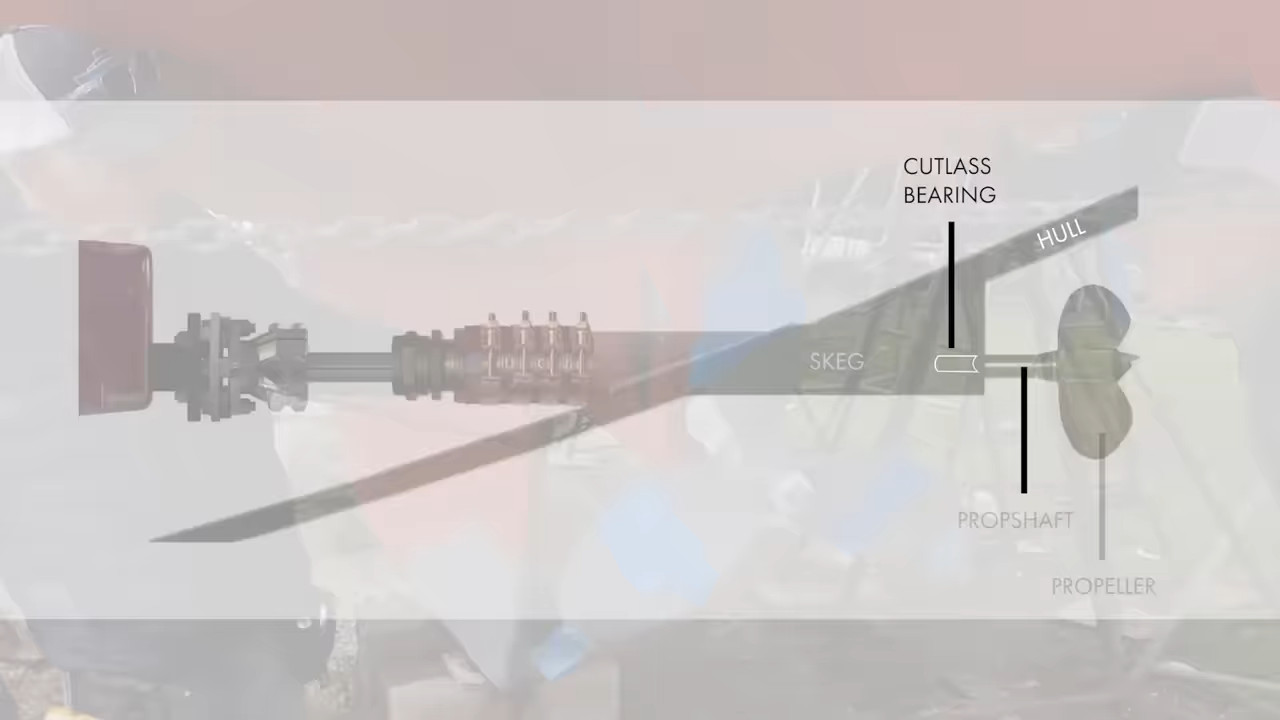 CUTLASS
BEARING
HULL
SKEG
PROPSHAFT
PROPELLER